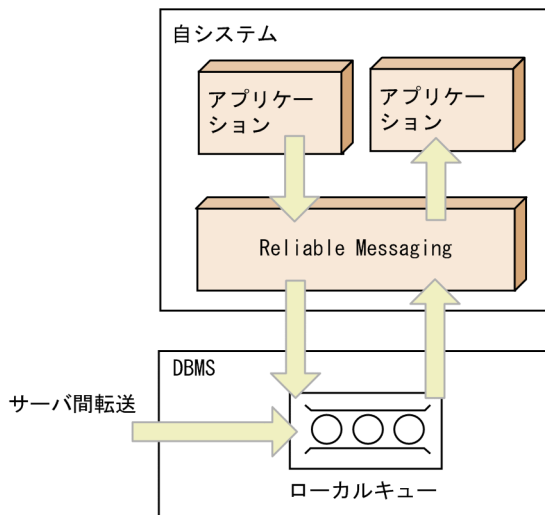 自システム
アプリケー
ション
アプリケー
ション
Reliable Messaging
DBMS
サーバ間転送
ローカルキュー